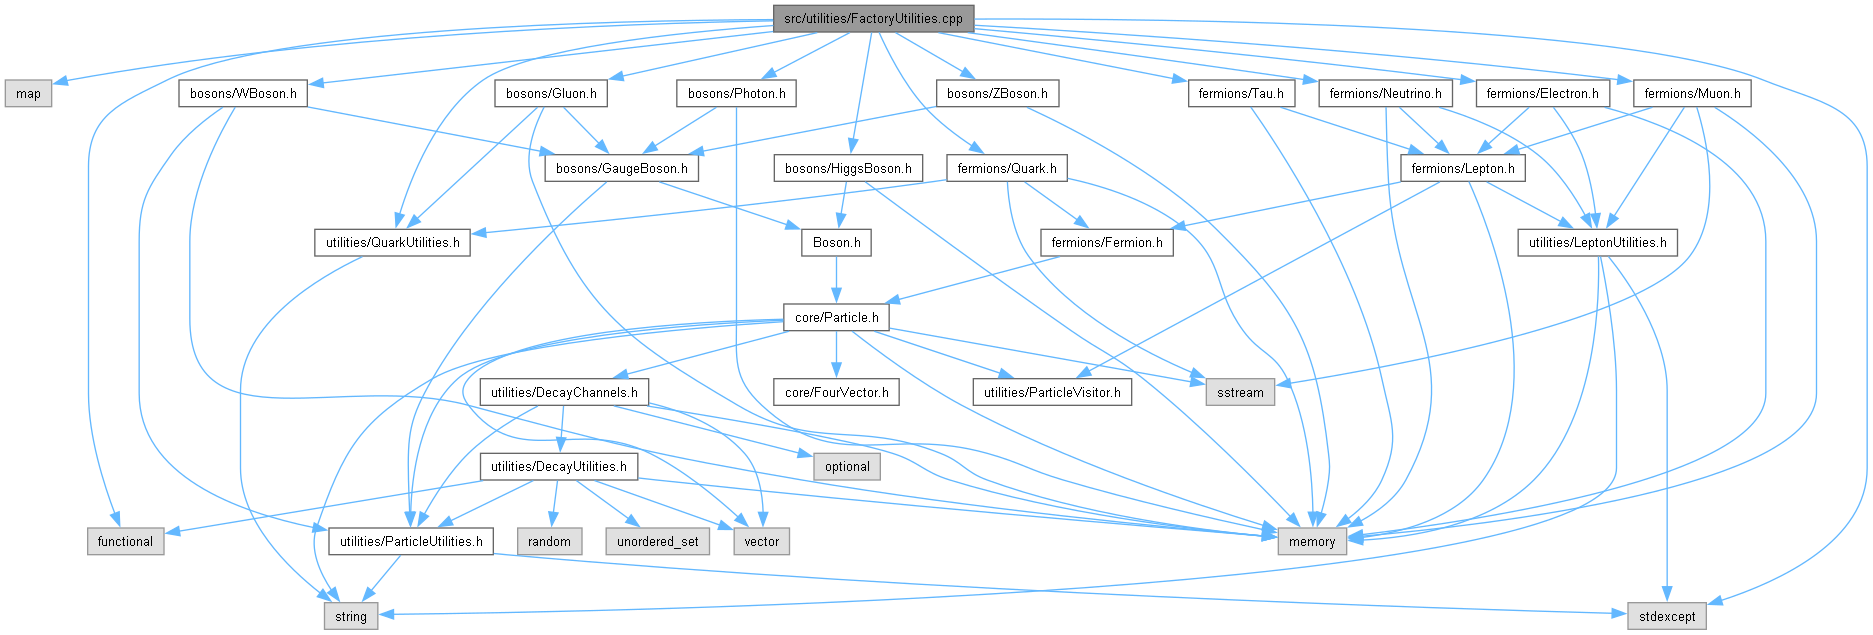 src/utilities/FactoryUtilities.cpp
map
bosons/WBoson.h
bosons/Gluon.h
bosons/Photon.h
bosons/ZBoson.h
fermions/Tau.h
fermions/Neutrino.h
fermions/Electron.h
fermions/Muon.h
bosons/GaugeBoson.h
bosons/HiggsBoson.h
fermions/Quark.h
fermions/Lepton.h
utilities/QuarkUtilities.h
Boson.h
fermions/Fermion.h
utilities/LeptonUtilities.h
core/Particle.h
utilities/DecayChannels.h
core/FourVector.h
utilities/ParticleVisitor.h
sstream
utilities/DecayUtilities.h
optional
functional
utilities/ParticleUtilities.h
random
unordered_set
vector
memory
string
stdexcept